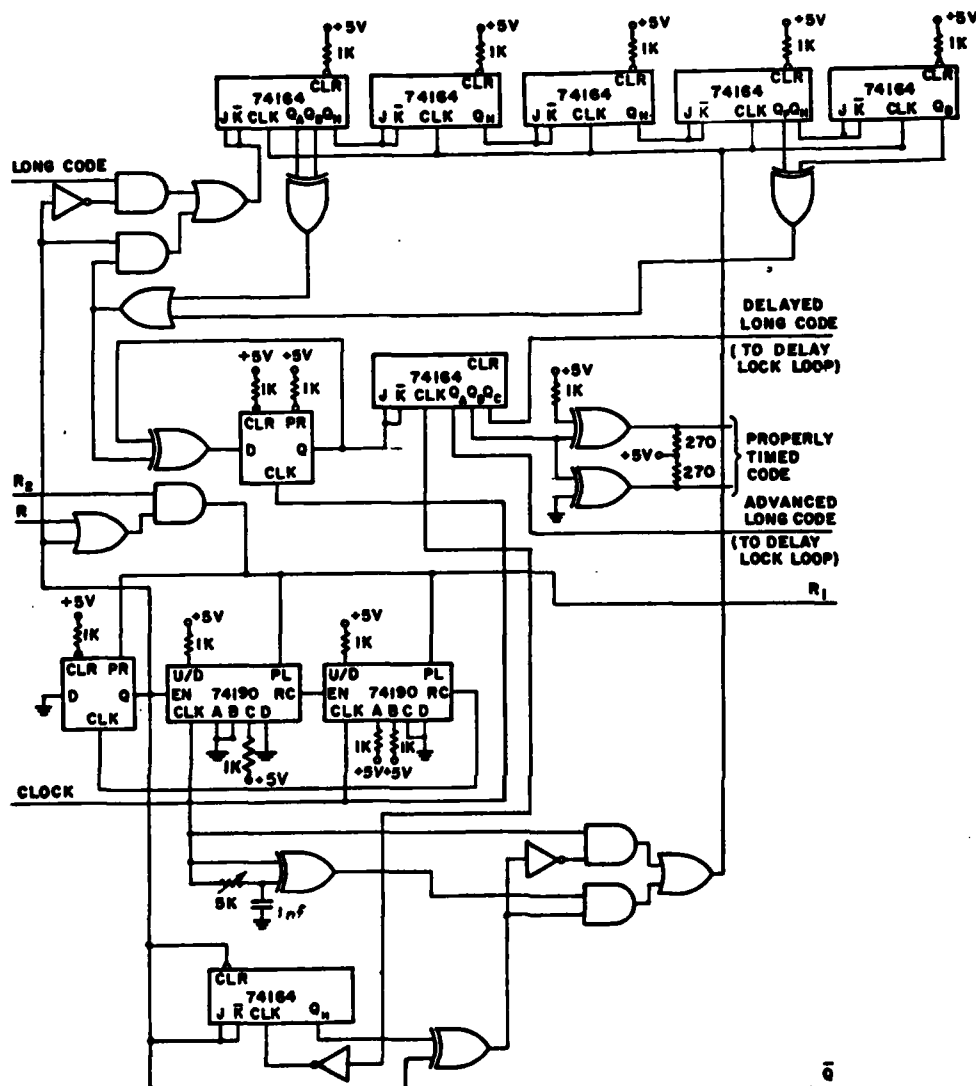 +5V +5V +5V +5V +5V
1K 1K 1K 1K 1K
CLR CLR CLR CLR CLR
74164 74164 74164 74164 74164
J K̅ CLK QA QB QH J K̅ CLK QH J K̅ CLK QH J K̅ CLK QH J K̅ CLK QB
LONG CODE
DELAYED
LONG CODE
(TO DELAY
LOCK LOOP)
+5V +5V
1K 1K
CLR PR
D Q
CLK
CLR
74164
J K̅ CLK QA QB QC
+5V
1K
270
+5V
270
PROPERLY
TIMED
CODE
ADVANCED
LONG CODE
(TO DELAY
LOCK LOOP)
R2
R
R1
+5V
1K
CLR PR
D Q
CLK
+5V
1K
U/D PL
EN 74190 RC
CLK A B C D
1K
+5V
+5V
1K
U/D PL
EN 74190 RC
CLK A B C D
1K 1K
+5V +5V
CLOCK
5K
1nf
CLR
74164
J K̅ CLK QH
Q̅